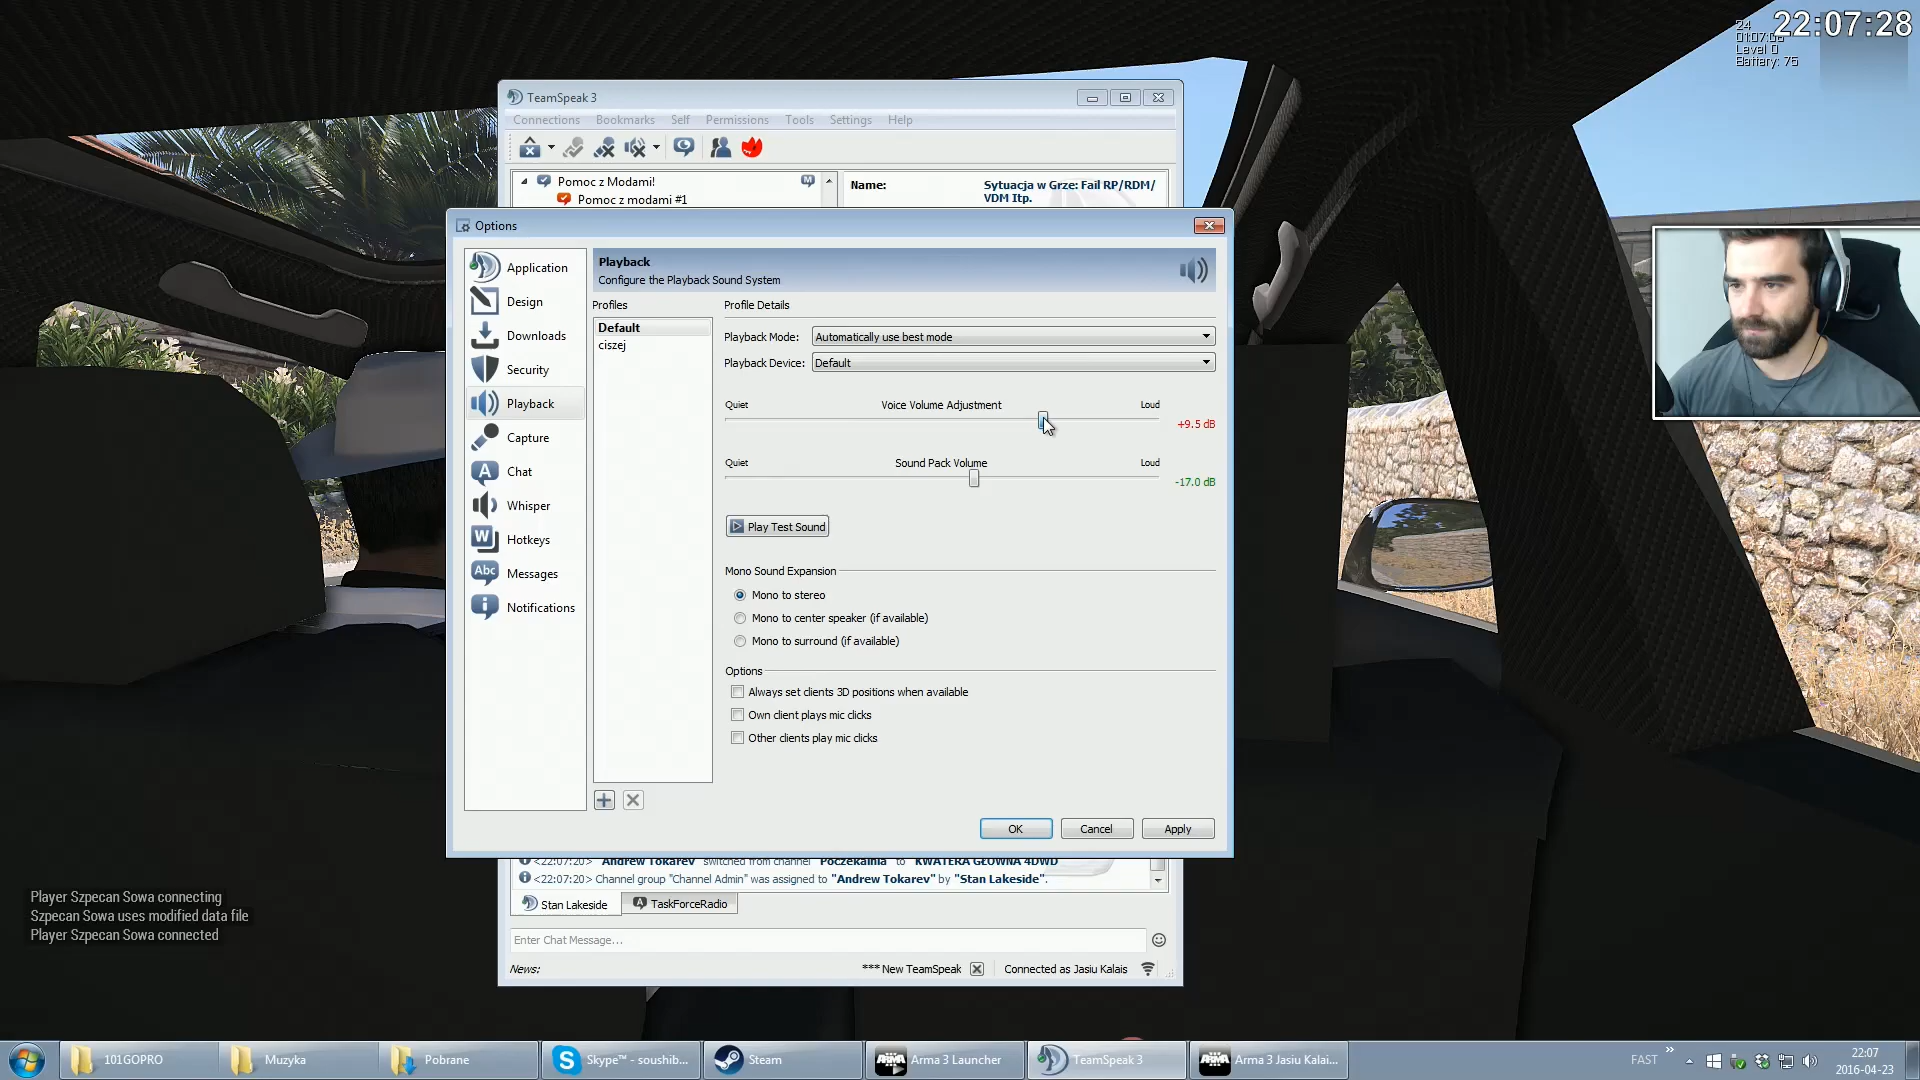 22:07:28
24
Level 0
Battery: 75
TeamSpeak 3
Connections Bookmarks Self Permissions Tools Settings Help
Pomoc z Modami!
Pomoc z modami #1
Name: Sytuacja w Grze: Fail RP/RDM/
VDM Itp.
Options
Application
Design
Downloads
Security
Playback
Capture
Chat
Whisper
Hotkeys
Messages
Notifications
Playback
Configure the Playback Sound System
Profiles
Default
ciszej
Profile Details
Playback Mode: Automatically use best mode
Playback Device: Default
Quiet Voice Volume Adjustment Loud
+9.5 dB
Quiet Sound Pack Volume Loud
-17.0 dB
Play Test Sound
Mono Sound Expansion
Mono to stereo
Mono to center speaker (if available)
Mono to surround (if available)
Options
Always set clients 3D positions when available
Own client plays mic clicks
Other clients play mic clicks
OK Cancel Apply
<22:07:20> "Andrew Tokarev" switched from channel "Poczekalnia" to "KWATERA GŁÓWNA 4DWD"
<22:07:20> Channel group "Channel Admin" was assigned to "Andrew Tokarev" by "Stan Lakeside".
Stan Lakeside TaskForceRadio
Enter Chat Message...
News: *** New TeamSpeak Connected as Jasiu Kalais
Player Szpecan Sowa connecting
Szpecan Sowa uses modified data file
Player Szpecan Sowa connected
101GOPRO Muzyka Pobrane Skype™ - soushib... Steam Arma 3 Launcher TeamSpeak 3 Arma 3 Jasiu Kalai... FAST 22:07
2016-04-23